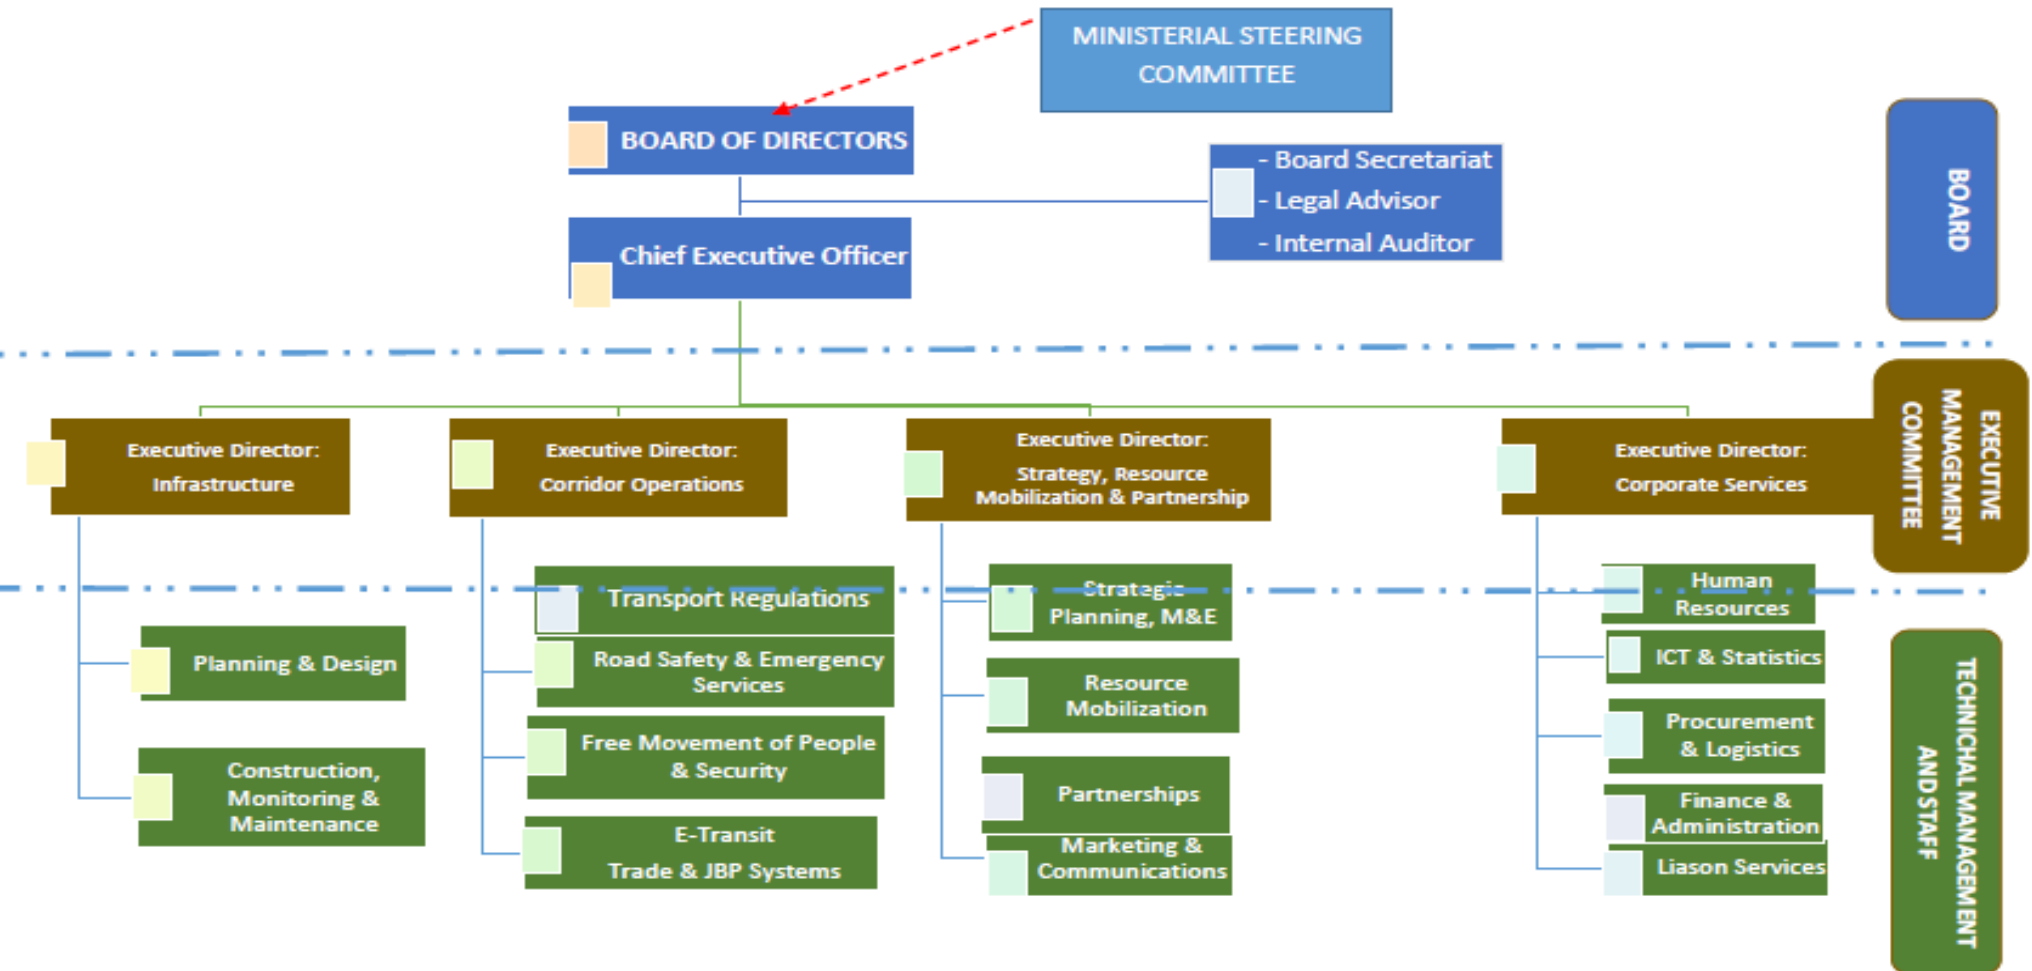 MINISTERIAL STEERING
COMMITTEE
BOARD OF DIRECTORS
- Board Secretariat
- Legal Advisor
- Internal Auditor
Chief Executive Officer
BOARD
Executive Director:
Infrastructure
Executive Director:
Corridor Operations
Executive Director:
Strategy, Resource
Mobilization & Partnership
Executive Director:
Corporate Services
EXECUTIVE
MANAGEMENT
COMMITTEE
Planning & Design
Construction,
Monitoring &
Maintenance
Transport Regulations
Road Safety & Emergency
Services
Free Movement of People
& Security
E-Transit
Trade & JBP Systems
Strategic
Planning, M&E
Resource
Mobilization
Partnerships
Marketing &
Communications
Human
Resources
ICT & Statistics
Procurement
& Logistics
Finance &
Administration
Liason Services
TECHNICHAL MANAGEMENT
AND STAFF